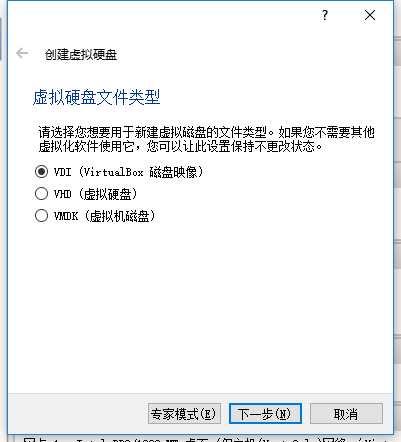 ?
创建虚拟硬盘
虚拟硬盘文件类型
请选择您想要用于新建虚拟磁盘的文件类型。如果您不需要其他
虚拟化软件使用它，您可以让此设置保持不更改状态。
VDI (VirtualBox 磁盘映像)
VHD (虚拟硬盘)
VMDK (虚拟机磁盘)
专家模式(E) 下一步(N) 取消